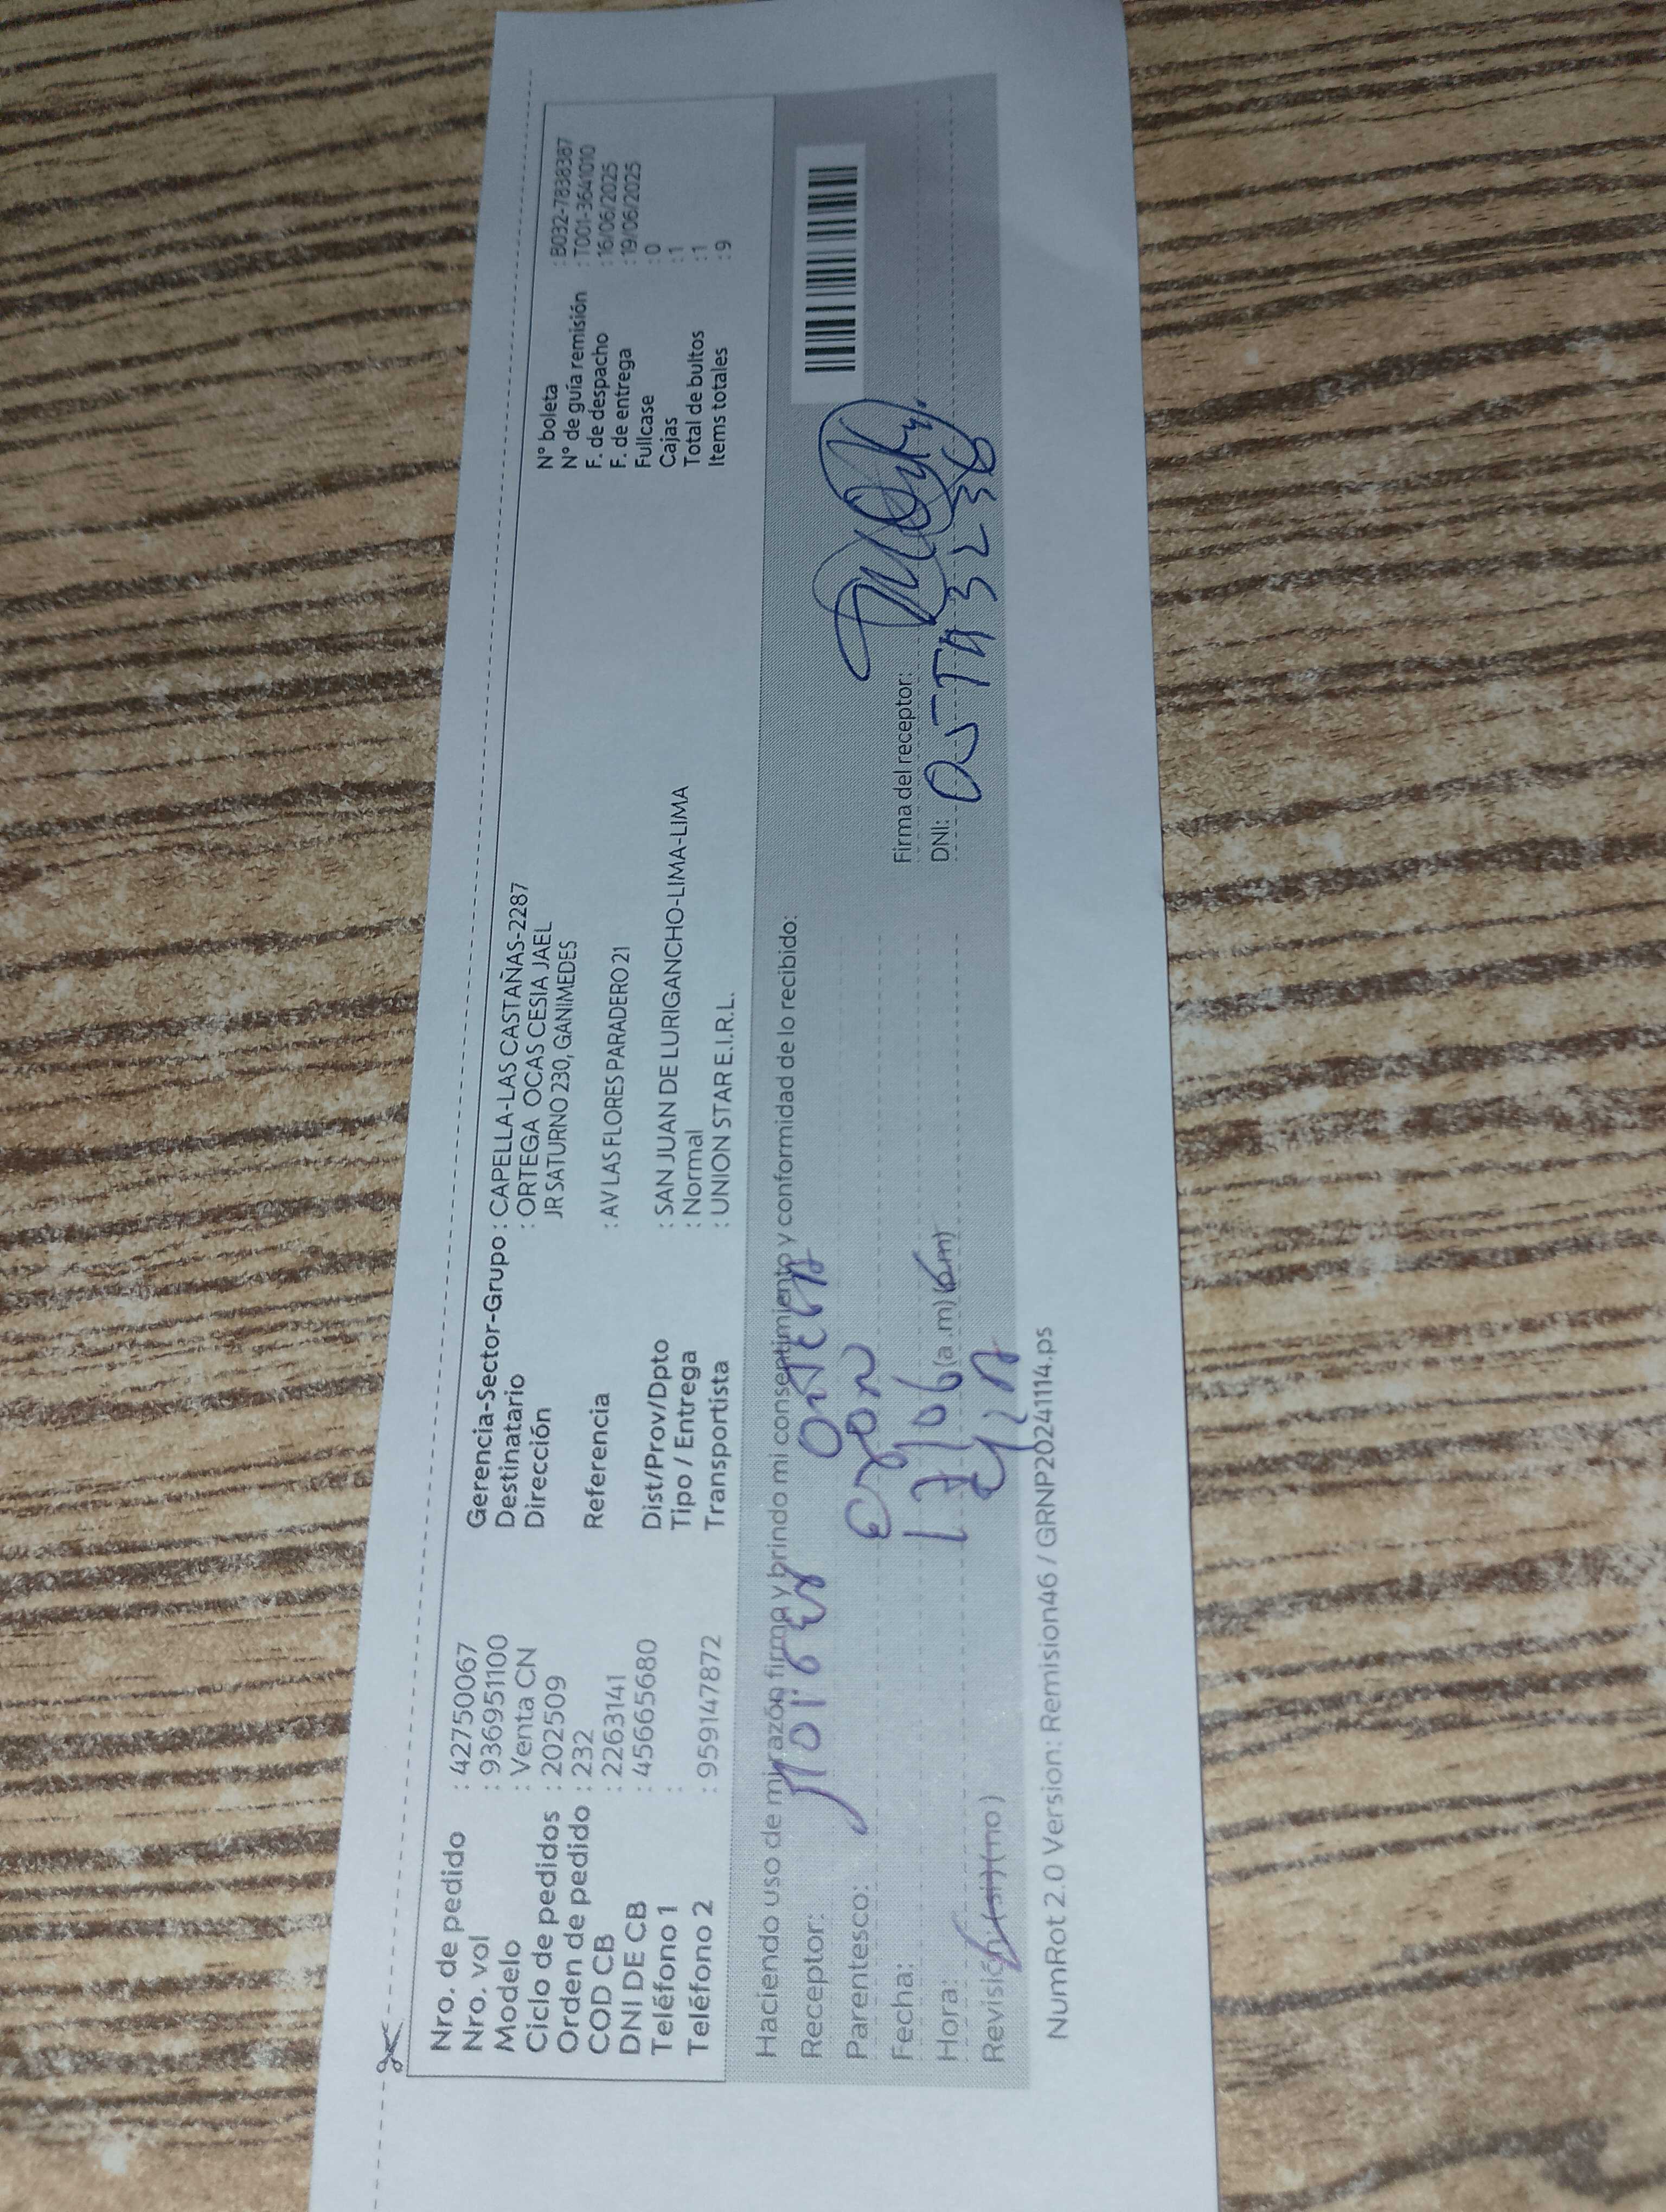 Nro. de pedido : 427750067
Nro. vol : 9369951100
Modelo : Venta CN
Ciclo de pedidos : 202509
Orden de pedido : 232
COD CB : 2263141
DNI DE CB : 45665680
Teléfono 1 :
Teléfono 2 : 959147872
Gerencia-Sector-Grupo : CAPELLA-LAS CASTAÑAS-2287
Destinatario : ORTEGA OCAS CESIA JAEL
Dirección JR SATURNO 230, GANIMEDES
Referencia : AV LAS FLORES PARADERO 21
Dist/Prov/Dpto : SAN JUAN DE LURIGANCHO-LIMA-LIMA
Tipo / Entrega : Normal
Transportista : UNION STAR E.I.R.L.
N° boleta : B032-7838387
N° de guía remisión : T001-3641010
F. de despacho : 16/06/2025
F. de entrega : 19/06/2025
Fullcase : 0
Cajas : 1
Total de bultos : 1
Items totales : 9
Haciendo uso de mi razón firmo y brindo mi consentimiento y conformidad de lo recibido:
Receptor:
Parentesco:
Fecha:
Hora: (a.m)
Revisión (si) (no)
Firma del receptor:
DNI:
NumRot 2.0 Version: Remision46 / GRNP20241114.ps